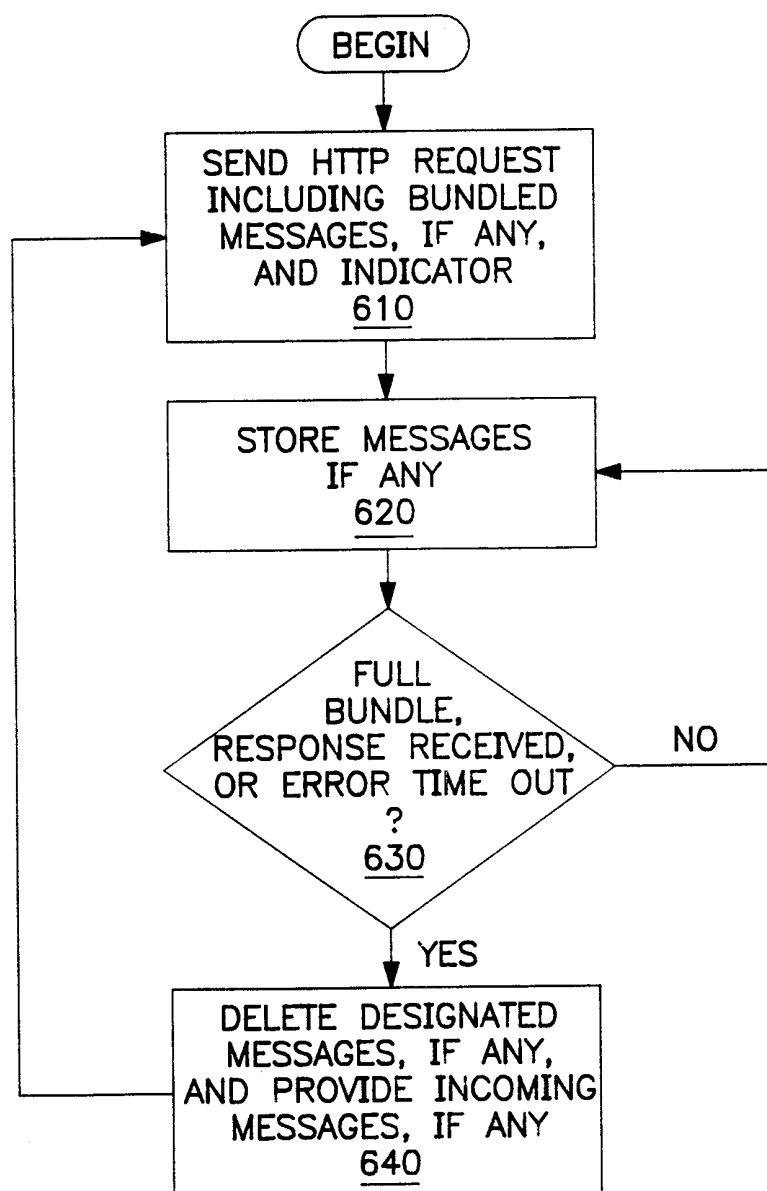 BEGIN
SEND HTTP REQUEST
INCLUDING BUNDLED
MESSAGES, IF ANY,
AND INDICATOR
610
STORE MESSAGES
IF ANY
620
FULL
BUNDLE,
RESPONSE RECEIVED,
OR ERROR TIME OUT
?
630
NO
YES
DELETE DESIGNATED
MESSAGES, IF ANY,
AND PROVIDE INCOMING
MESSAGES, IF ANY
640